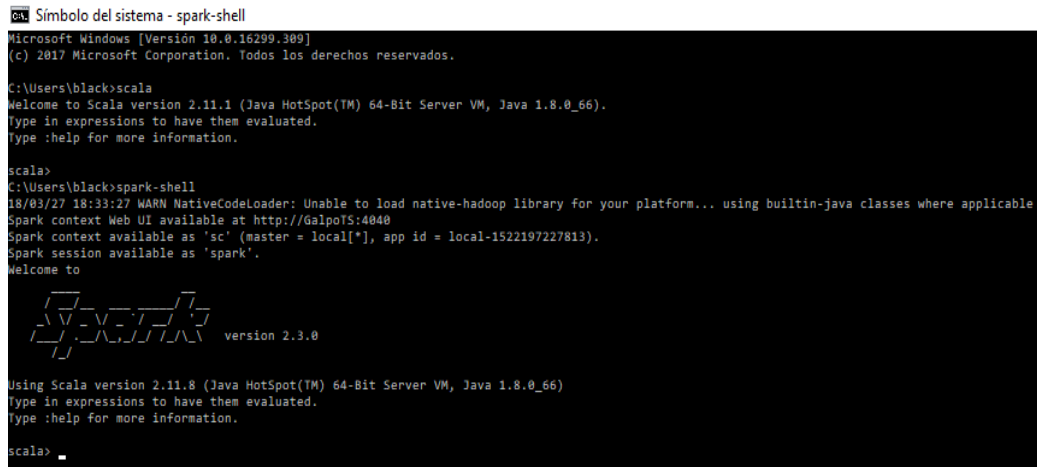 Símbolo del sistema - spark-shell
Microsoft Windows [Versión 10.0.16299.309]
(c) 2017 Microsoft Corporation. Todos los derechos reservados.
C:\Users\black>scala
Welcome to Scala version 2.11.1 (Java HotSpot(TM) 64-Bit Server VM, Java 1.8.0_66).
Type in expressions to have them evaluated.
Type :help for more information.
scala>
C:\Users\black>spark-shell
18/03/27 18:33:27 WARN NativeCodeLoader: Unable to load native-hadoop library for your platform... using builtin-java classes where applicable
Spark context Web UI available at http://GalpoTS:4040
Spark context available as 'sc' (master = local[*], app id = local-1522197227813).
Spark session available as 'spark'.
Welcome to
Spark version 2.3.0
Using Scala version 2.11.8 (Java HotSpot(TM) 64-Bit Server VM, Java 1.8.0_66)
Type in expressions to have them evaluated.
Type :help for more information.
scala>